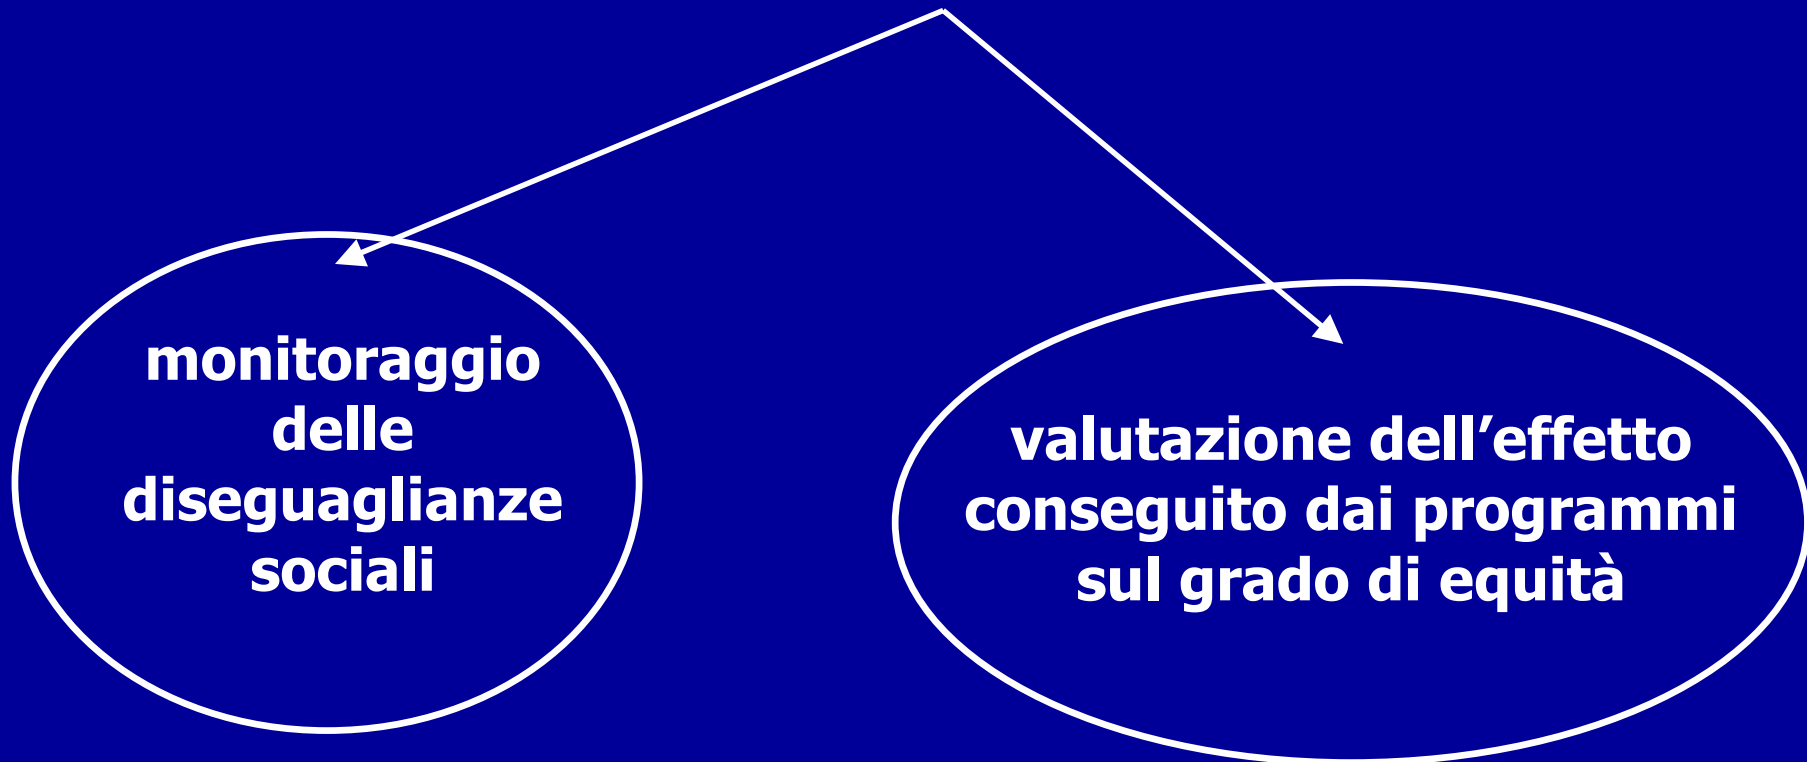 monitoraggio
delle
diseguaglianze
sociali
valutazione dell’effetto
conseguito dai programmi
sul grado di equità